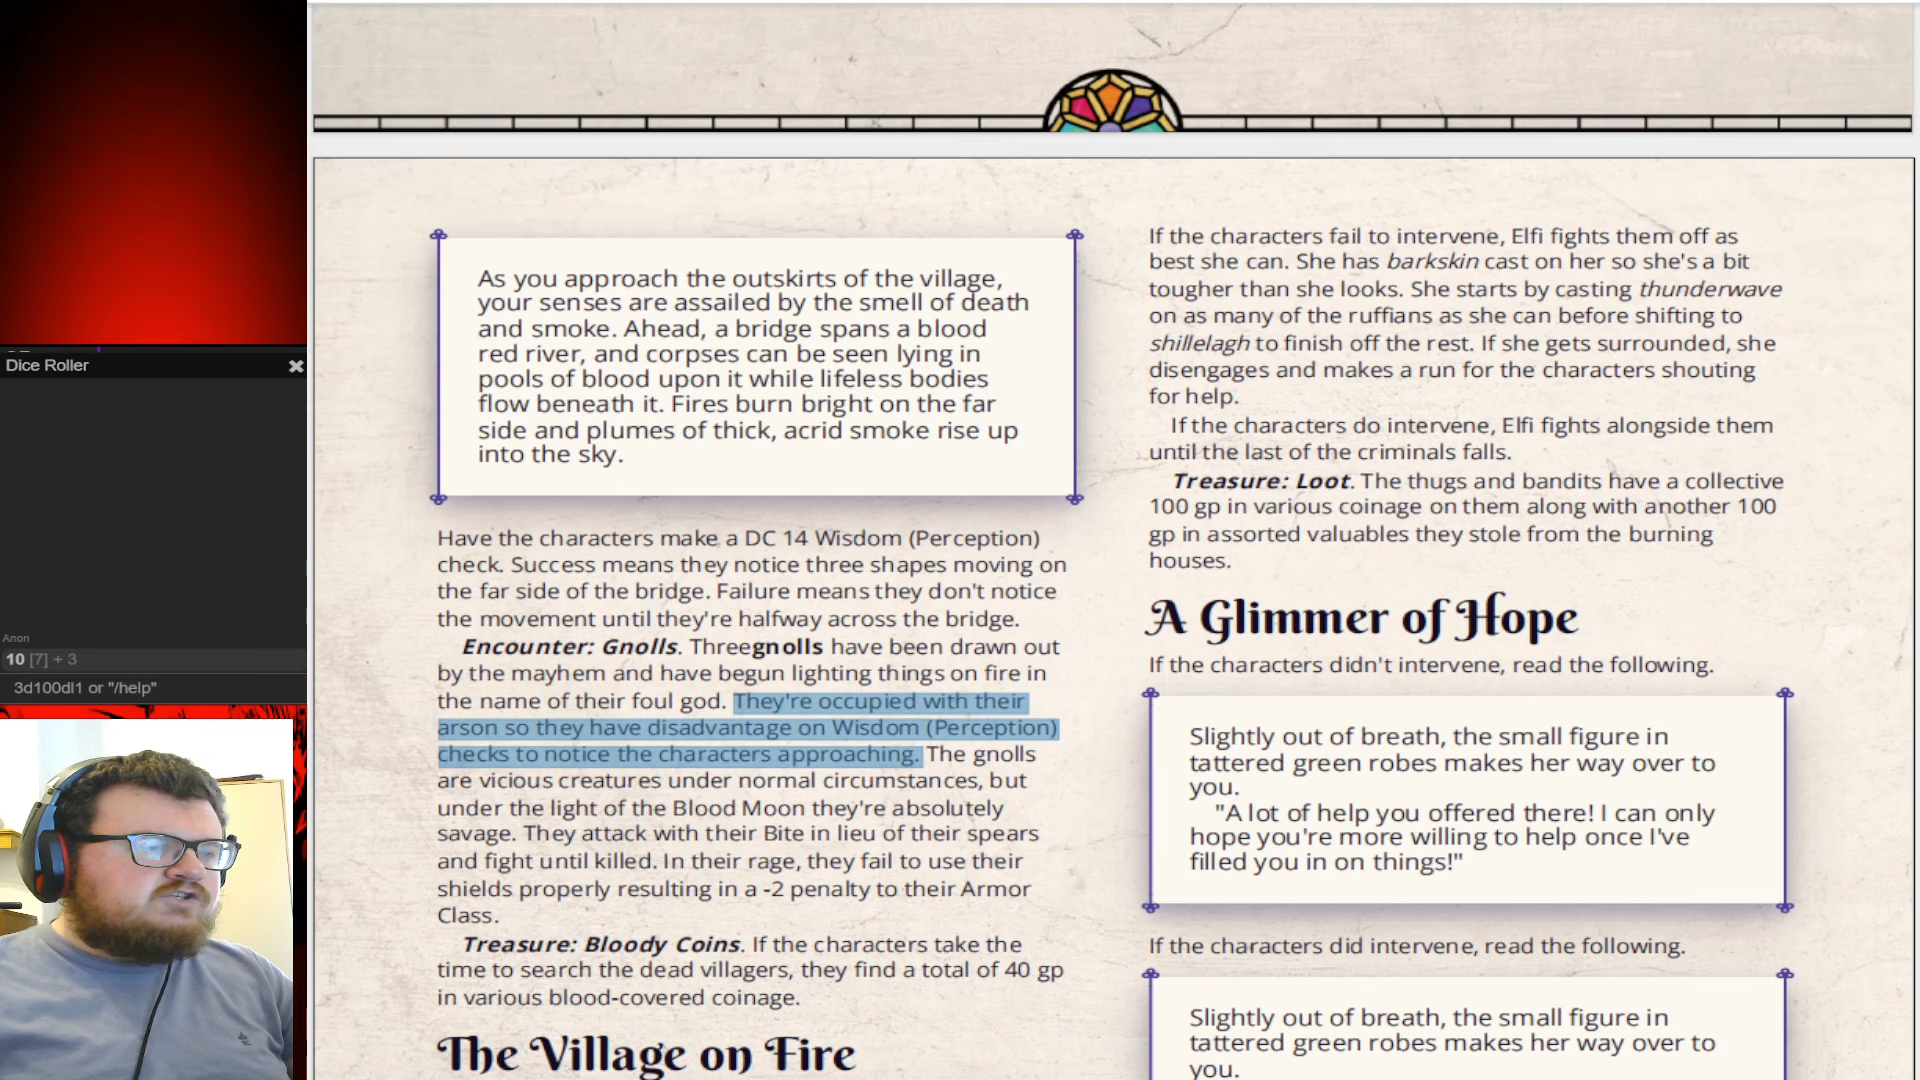 Dice Roller
Anon
10 [7] + 3
3d100dl1 or "/help"
As you approach the outskirts of the village,
your senses are assailed by the smell of death
and smoke. Ahead, a bridge spans a blood
red river, and corpses can be seen lying in
pools of blood upon it while lifeless bodies
flow beneath it. Fires burn bright on the far
side and plumes of thick, acrid smoke rise up
into the sky.
Have the characters make a DC 14 Wisdom (Perception)
check. Success means they notice three shapes moving on
the far side of the bridge. Failure means they don't notice
the movement until they're halfway across the bridge.
Encounter: Gnolls. Threegnolls have been drawn out
by the mayhem and have begun lighting things on fire in
the name of their foul god. They're occupied with their
arson so they have disadvantage on Wisdom (Perception)
checks to notice the characters approaching. The gnolls
are vicious creatures under normal circumstances, but
under the light of the Blood Moon they're absolutely
savage. They attack with their Bite in lieu of their spears
and fight until killed. In their rage, they fail to use their
shields properly resulting in a -2 penalty to their Armor
Class.
Treasure: Bloody Coins. If the characters take the
time to search the dead villagers, they find a total of 40 gp
in various blood-covered coinage.
The Village on Fire
If the characters fail to intervene, Elfi fights them off as
best she can. She has barkskin cast on her so she's a bit
tougher than she looks. She starts by casting thunderwave
on as many of the ruffians as she can before shifting to
shillelagh to finish off the rest. If she gets surrounded, she
disengages and makes a run for the characters shouting
for help.
If the characters do intervene, Elfi fights alongside them
until the last of the criminals falls.
Treasure: Loot. The thugs and bandits have a collective
100 gp in various coinage on them along with another 100
gp in assorted valuables they stole from the burning
houses.
A Glimmer of Hope
If the characters didn't intervene, read the following.
Slightly out of breath, the small figure in
tattered green robes makes her way over to
you.
"A lot of help you offered there! I can only
hope you're more willing to help once I've
filled you in on things!"
If the characters did intervene, read the following.
Slightly out of breath, the small figure in
tattered green robes makes her way over to
you.